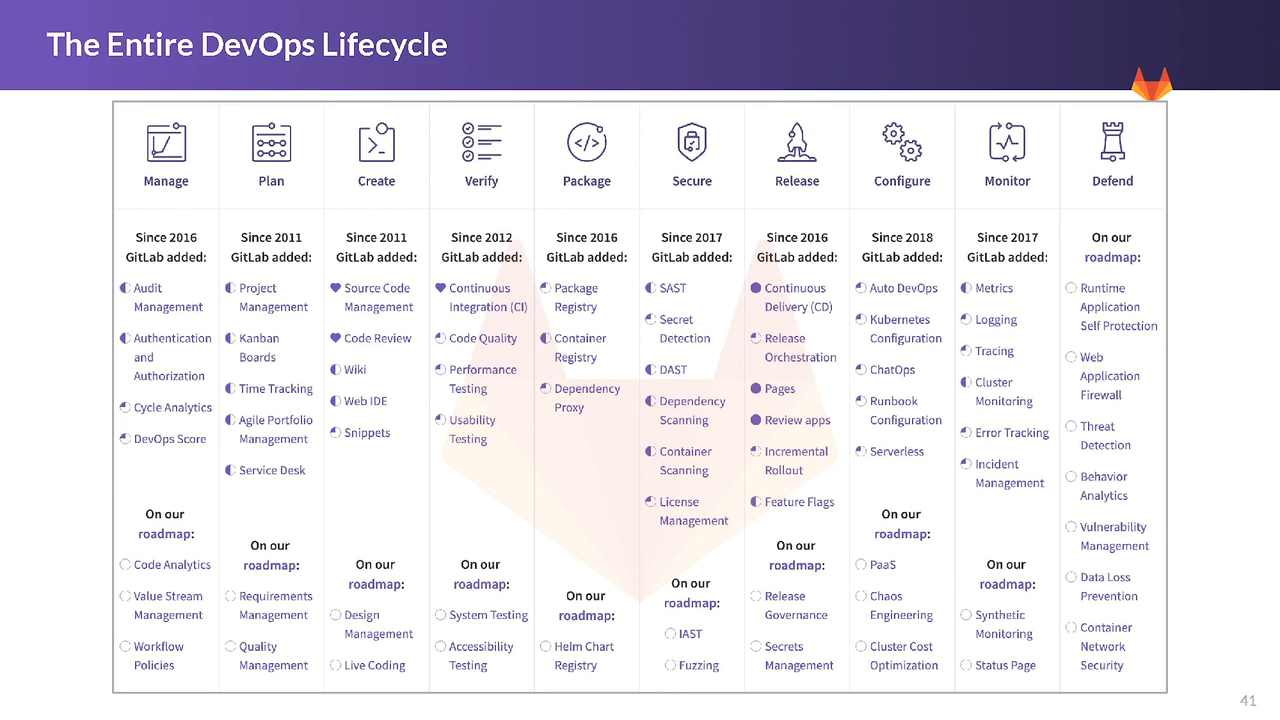 The Entire DevOps Lifecycle
Manage
Plan
Create
Verify
Package
Secure
Release
Configure
Monitor
Defend
Since 2016
GitLab added:
Audit
Management
Authentication
and
Authorization
Cycle Analytics
DevOps Score
On our
roadmap:
Code Analytics
Value Stream
Management
Workflow
Policies
Since 2011
GitLab added:
Project
Management
Kanban
Boards
Time Tracking
Agile Portfolio
Management
Service Desk
On our
roadmap:
Requirements
Management
Quality
Management
Since 2011
GitLab added:
Source Code
Management
Code Review
Wiki
Web IDE
Snippets
On our
roadmap:
Design
Management
Live Coding
Since 2012
GitLab added:
Continuous
Integration (CI)
Code Quality
Performance
Testing
Usability
Testing
On our
roadmap:
System Testing
Accessibility
Testing
Since 2016
GitLab added:
Package
Registry
Container
Registry
Dependency
Proxy
On our
roadmap:
Helm Chart
Registry
Since 2017
GitLab added:
SAST
Secret
Detection
DAST
Dependency
Scanning
Container
Scanning
License
Management
On our
roadmap:
IAST
Fuzzing
Since 2016
GitLab added:
Continuous
Delivery (CD)
Release
Orchestration
Pages
Review apps
Incremental
Rollout
Feature Flags
On our
roadmap:
Release
Governance
Secrets
Management
Since 2018
GitLab added:
Auto DevOps
Kubernetes
Configuration
ChatOps
Runbook
Configuration
Serverless
On our
roadmap:
PaaS
Chaos
Engineering
Cluster Cost
Optimization
Since 2017
GitLab added:
Metrics
Logging
Tracing
Cluster
Monitoring
Error Tracking
Incident
Management
On our
roadmap:
Synthetic
Monitoring
Status Page
On our
roadmap:
Runtime
Application
Self Protection
Web
Application
Firewall
Threat
Detection
Behavior
Analytics
Vulnerability
Management
Data Loss
Prevention
Container
Network
Security
41